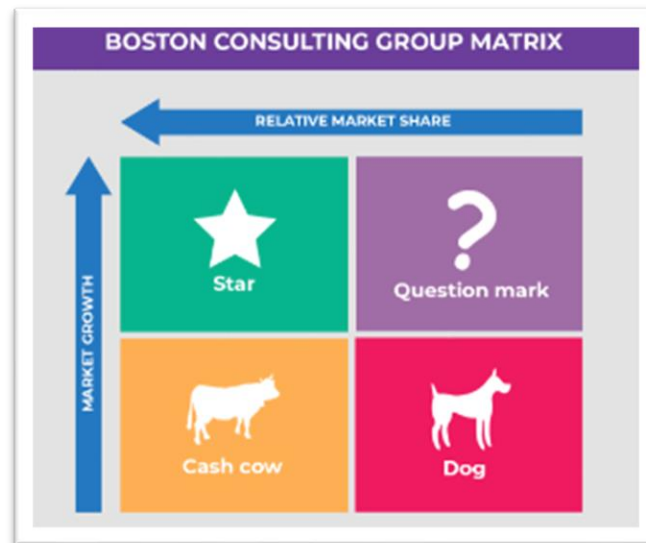 BOSTON CONSULTING GROUP MATRIX
RELATIVE MARKET SHARE
MARKET GROWTH
Star
?
Question mark
Cash cow
Dog